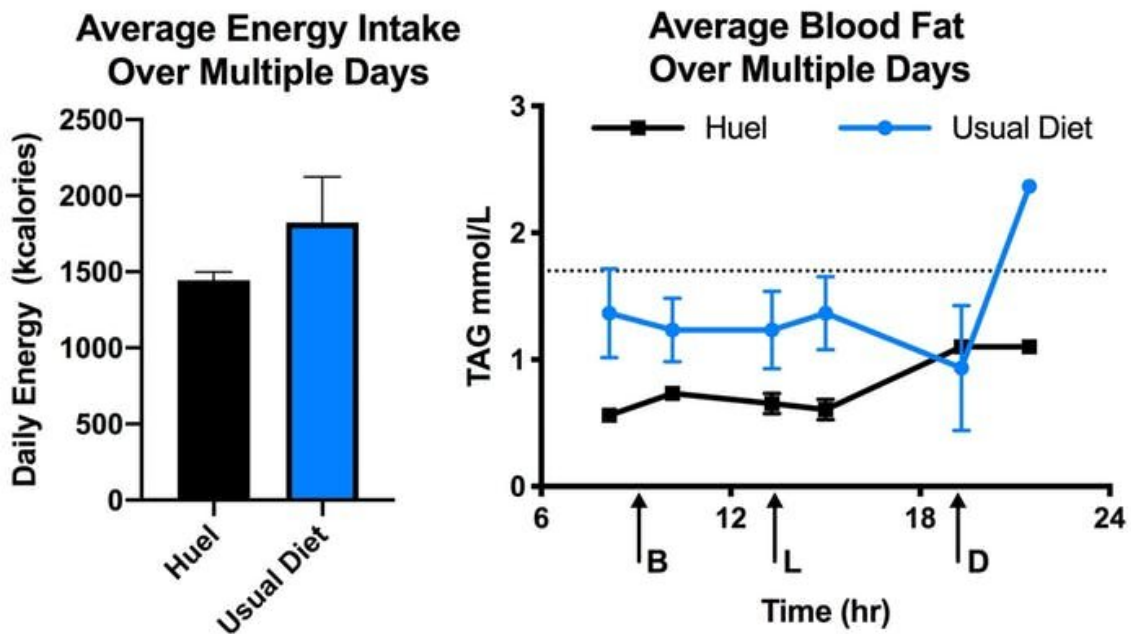 Average Energy Intake
Over Multiple Days
Daily Energy (kcalories)
2500
2000
1500
1000
500
0
Huel
Usual Diet
Average Blood Fat
Over Multiple Days
Huel
Usual Diet
TAG mmol/L
3
2
1
0
6
12
18
24
B
L
D
Time (hr)